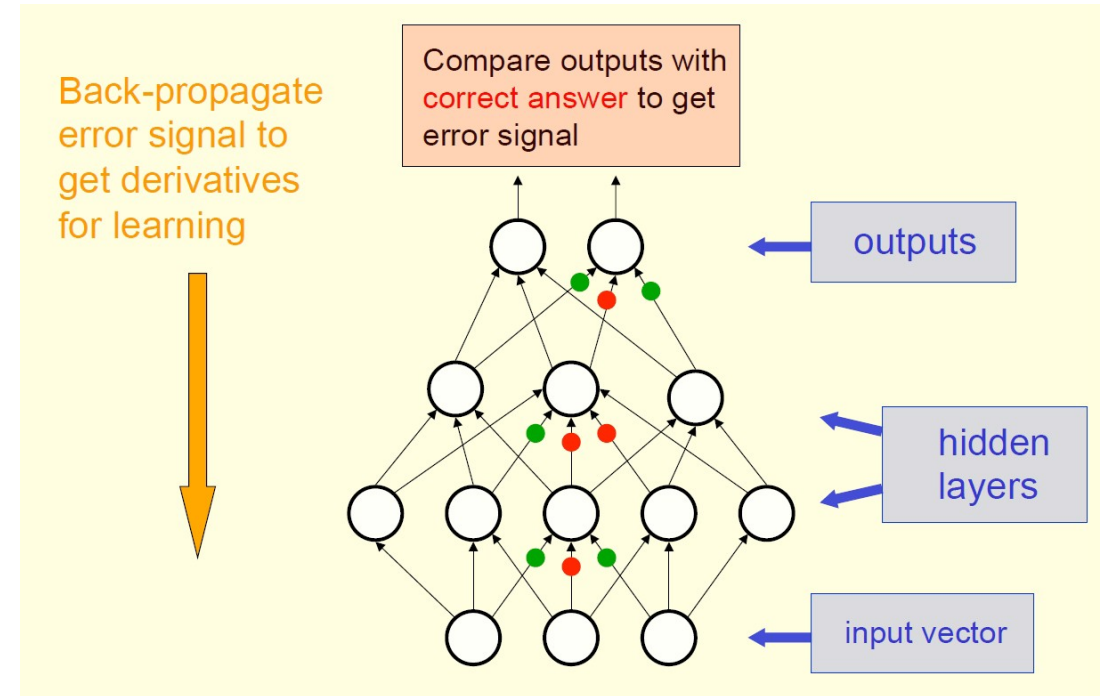 Back-propagate
error signal to
get derivatives
for learning
Compare outputs with
correct answer to get
error signal
outputs
hidden
layers
input vector